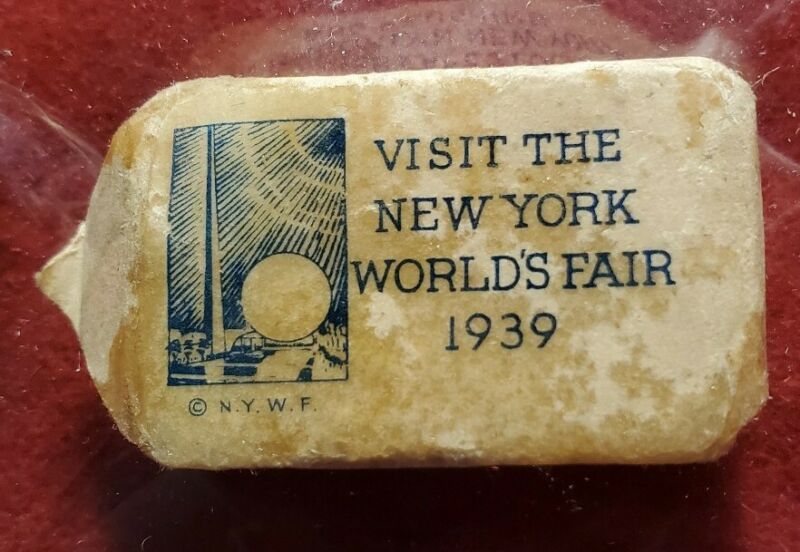 VISIT THE
NEW YORK
WORLD'S FAIR
1939
© N.Y.W.F.